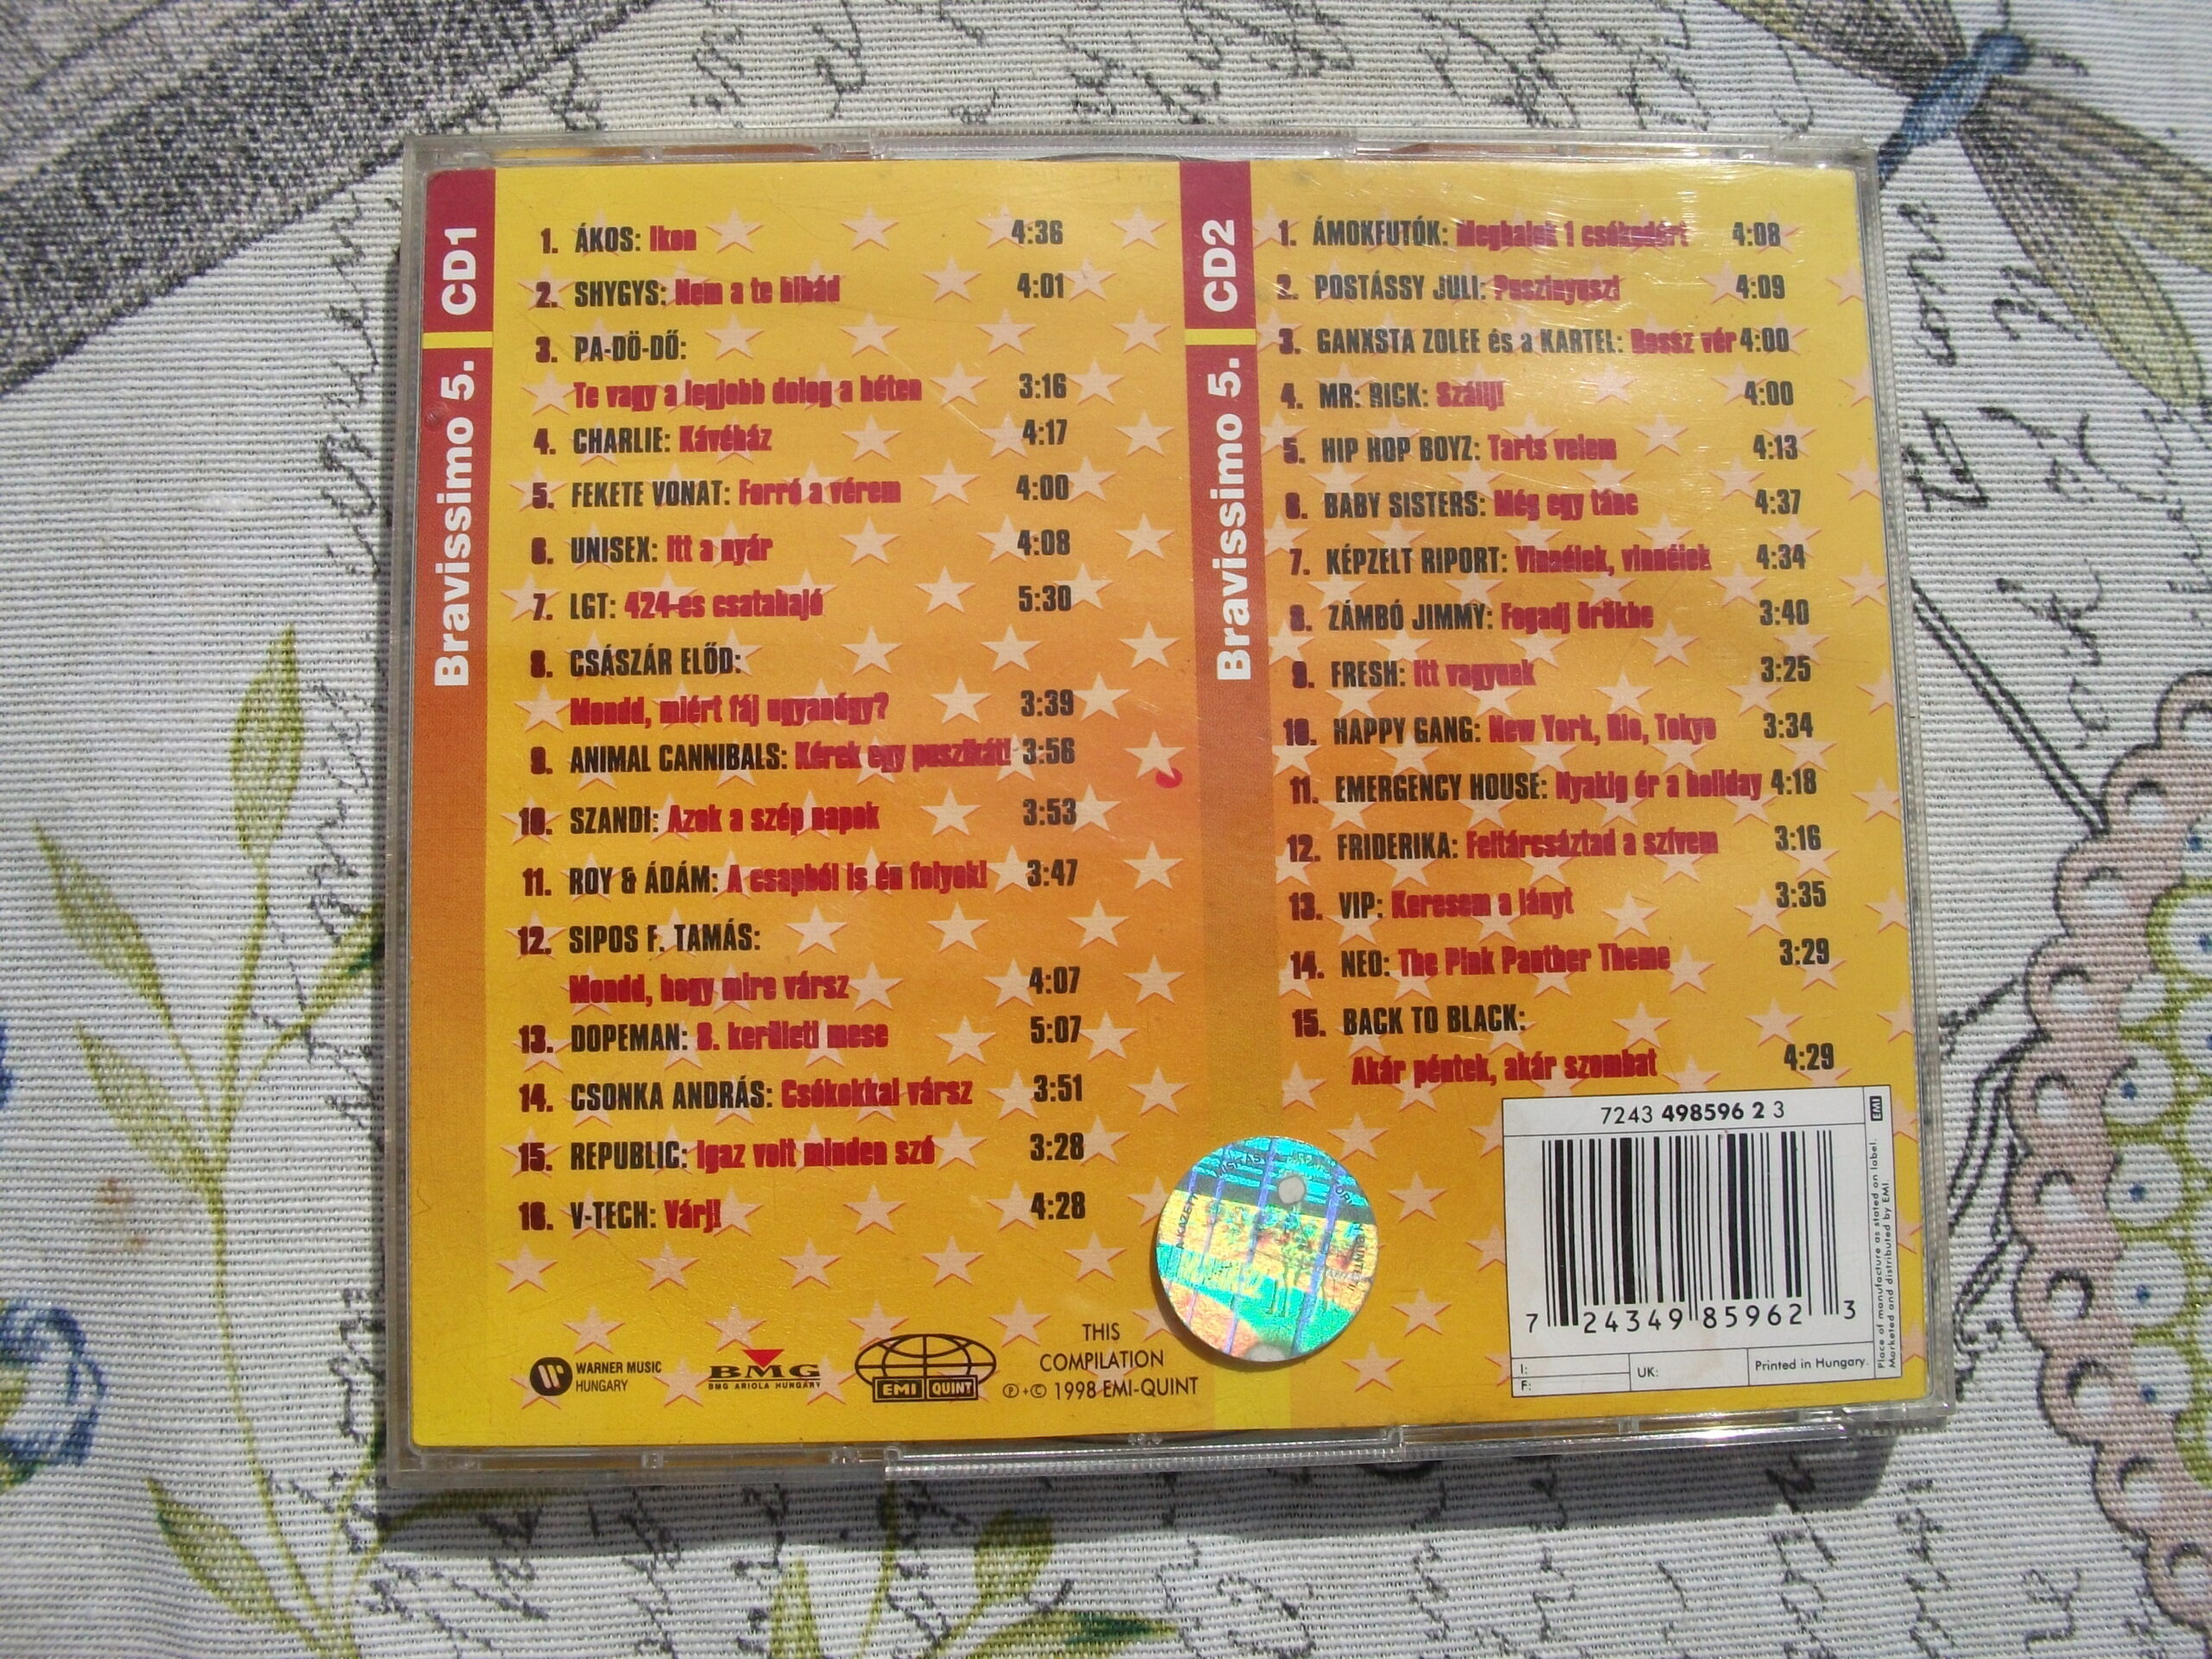 CD1
Bravissimo 5.
1. ÁKOS: Ikon 4:36
2. SHYGYS: Nem a te hibád 4:01
3. PA-DÖ-DŐ:
Te vagy a legjobb dolog a héten 3:16
4. CHARLIE: Kávéház 4:17
5. FEKETE VONAT: Forró a vérem 4:00
6. UNISEX: Itt a nyár 4:08
7. LGT: 424-es csatahajó 5:30
8. CSÁSZÁR ELŐD:
Mondd, miért fáj ugyanúgy? 3:39
9. ANIMAL CANNIBALS: Kérek egy puszikát! 3:56
10. SZANDI: Azok a szép napok 3:53
11. ROY & ÁDÁM: A csapból is én folyok! 3:47
12. SIPOS F. TAMÁS:
Mondd, hogy mire vársz 4:07
13. DOPEMAN: 8. kerületi mese 5:07
14. CSONKA ANDRÁS: Csókokkal vársz 3:51
15. REPUBLIC: Igaz volt minden szó 3:28
16. V-TECH: Várj! 4:28
CD2
Bravissimo 5.
1. ÁMOKFUTÓK: Meghalok 1 csókodért 4:08
2. POSTÁSSY JULI: Puszinyuszi 4:09
3. GANXSTA ZOLEE és a KARTEL: Rossz vér 4:00
4. MR: RICK: Szállj! 4:00
5. HIP HOP BOYZ: Tarts velem 4:13
6. BABY SISTERS: Még egy tánc 4:37
7. KÉPZELT RIPORT: Vinnélek, vinnélek 4:34
8. ZÁMBÓ JIMMY: Fogadj örökbe 3:40
9. FRESH: Itt vagyunk 3:25
10. HAPPY GANG: New York, Rio, Tokyo 3:34
11. EMERGENCY HOUSE: Nyakig ér a holiday 4:18
12. FRIDERIKA: Feltárcsáztad a szívem 3:16
13. VIP: Keresem a lányt 3:35
14. NEO: The Pink Panther Theme 3:29
15. BACK TO BLACK:
Akár péntek, akár szombat 4:29
WARNER MUSIC
HUNGARY
BMG
BMG ARIOLA HUNGARY
EMI QUINT
THIS
COMPILATION
℗+© 1998 EMI-QUINT
7243 498596 2 3
7 24349 85962 3
I:
F:
UK:
Printed in Hungary.
EMI
Place of manufacture as stated on label.
Marketed and distributed by EMI.